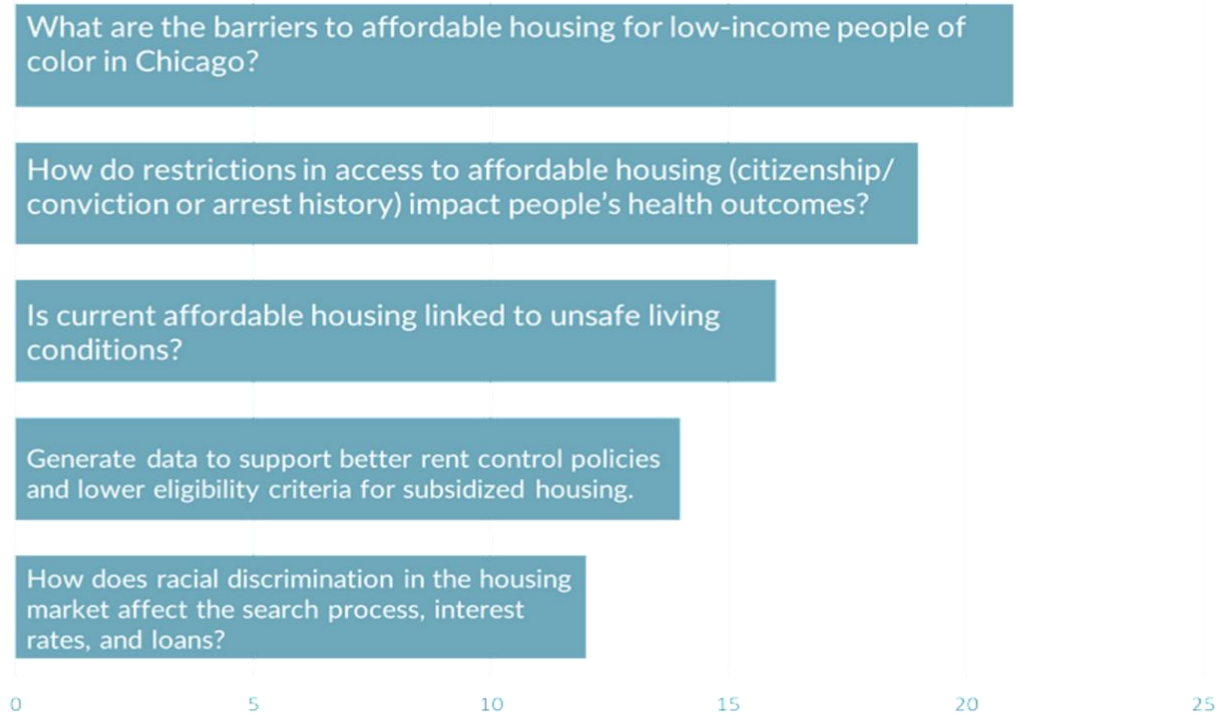 What are the barriers to affordable housing for low-income people of
color in Chicago?
How do restrictions in access to affordable housing (citizenship/
conviction or arrest history) impact people’s health outcomes?
Is current affordable housing linked to unsafe living
conditions?
Generate data to support better rent control policies
and lower eligibility criteria for subsidized housing.
How does racial discrimination in the housing
market affect the search process, interest
rates, and loans?
0 5 10 15 20 25